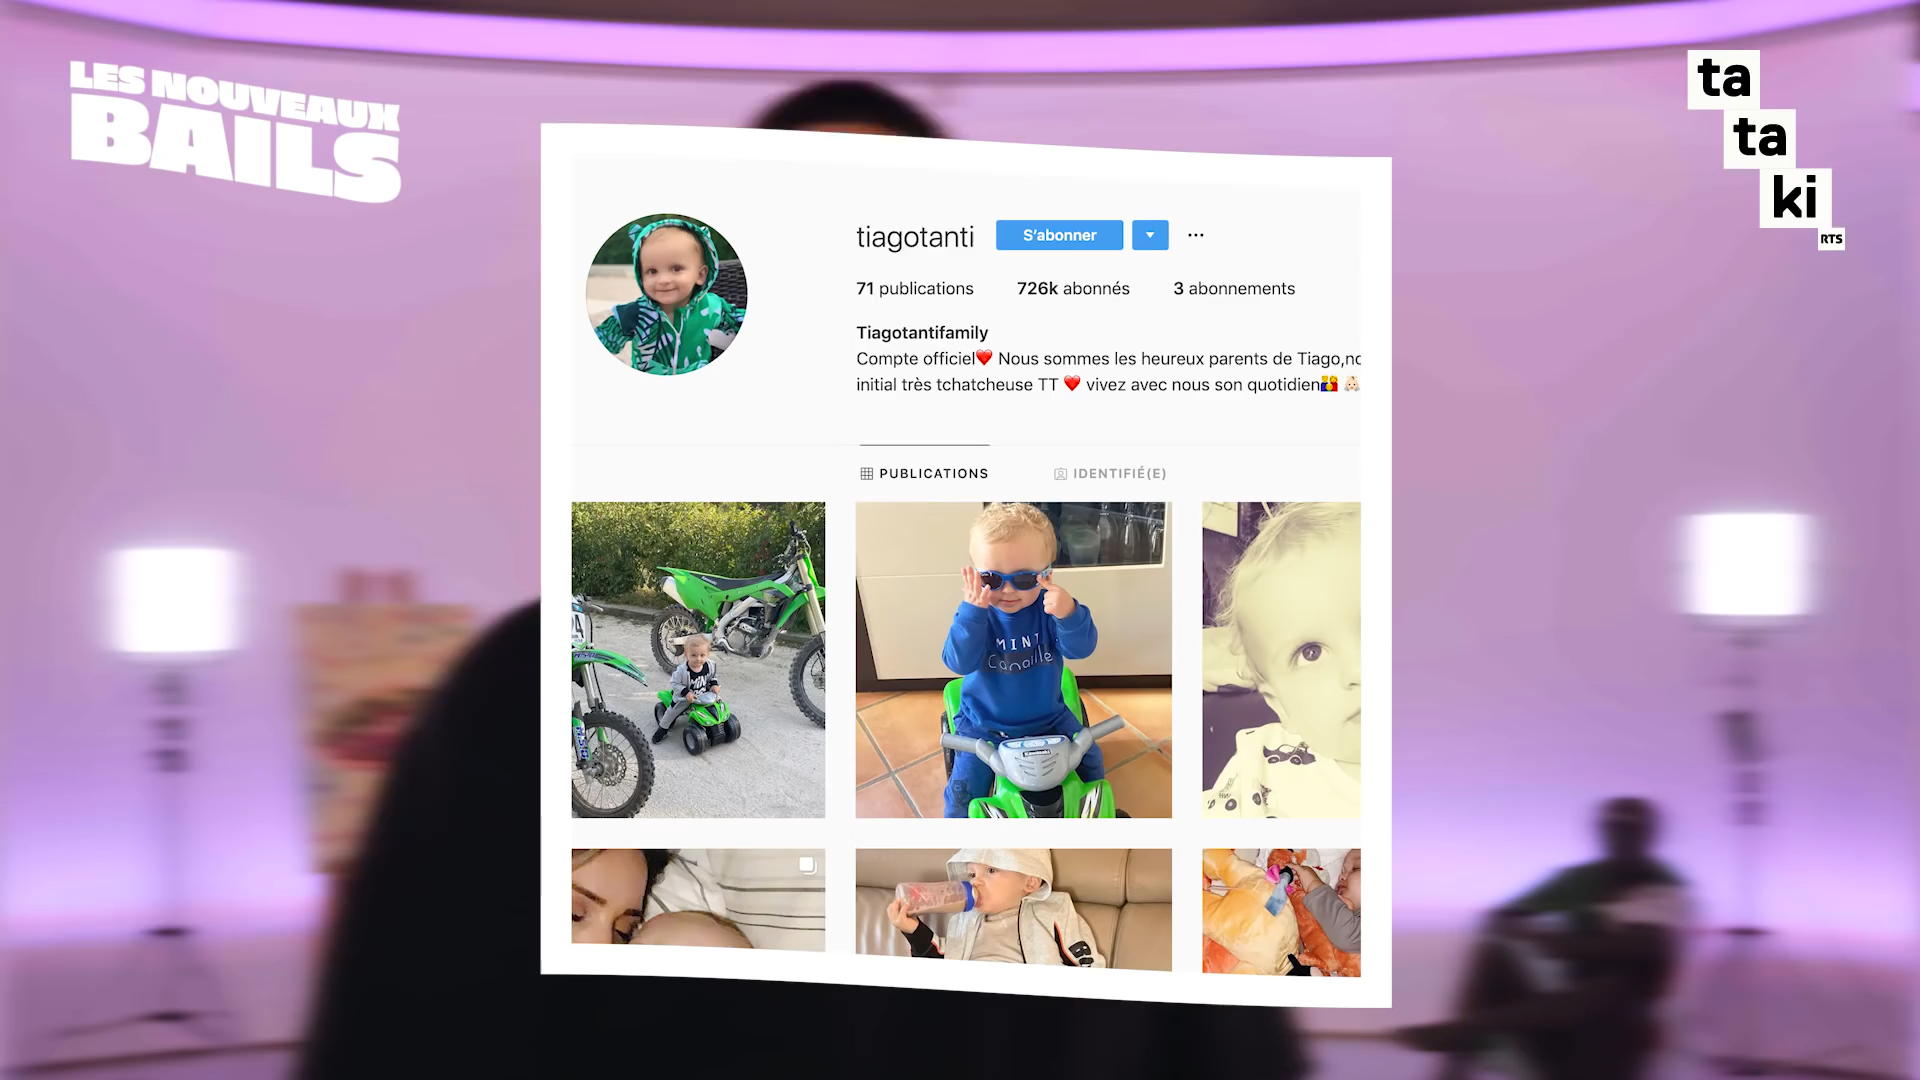 LES NOUVEAUX
BAILS
ta
ta
ki
RTS
tiagotanti
S'abonner
71 publications 726k abonnés 3 abonnements
Tiagotantifamily
Compte officiel❤️ Nous sommes les heureux parents de Tiago,
initial très tchatcheuse TT ❤️ vivez avec nous son quotidien
PUBLICATIONS IDENTIFIÉ(E)
MINI
Canaille
Kawasaki